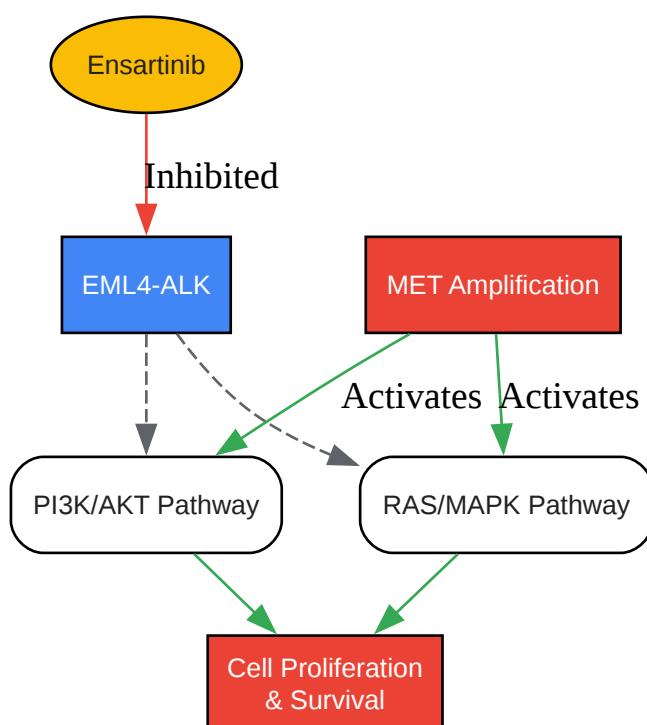 Ensartinib
Inhibited
EML4-ALK
MET Amplification
Activates
Activates
PI3K/AKT Pathway
RAS/MAPK Pathway
Cell Proliferation
& Survival